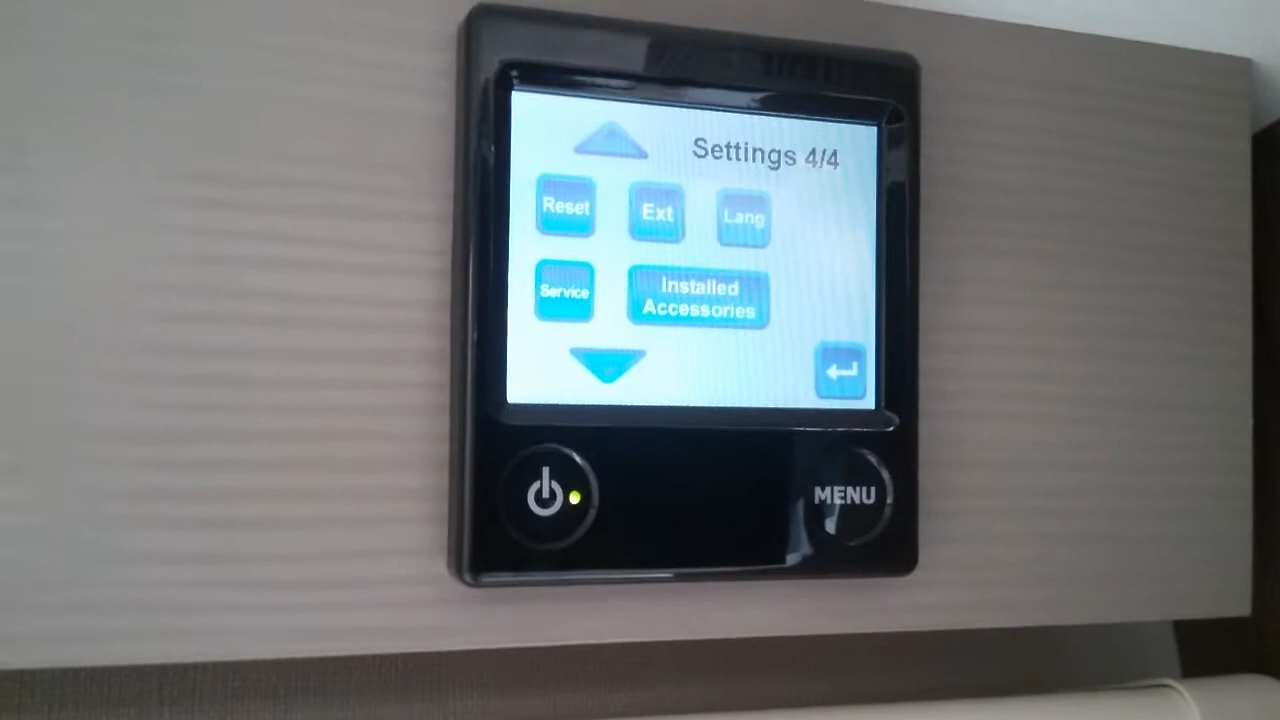 Settings 4/4
Reset
Ext
Lang
Service
Installed
Accessories
MENU